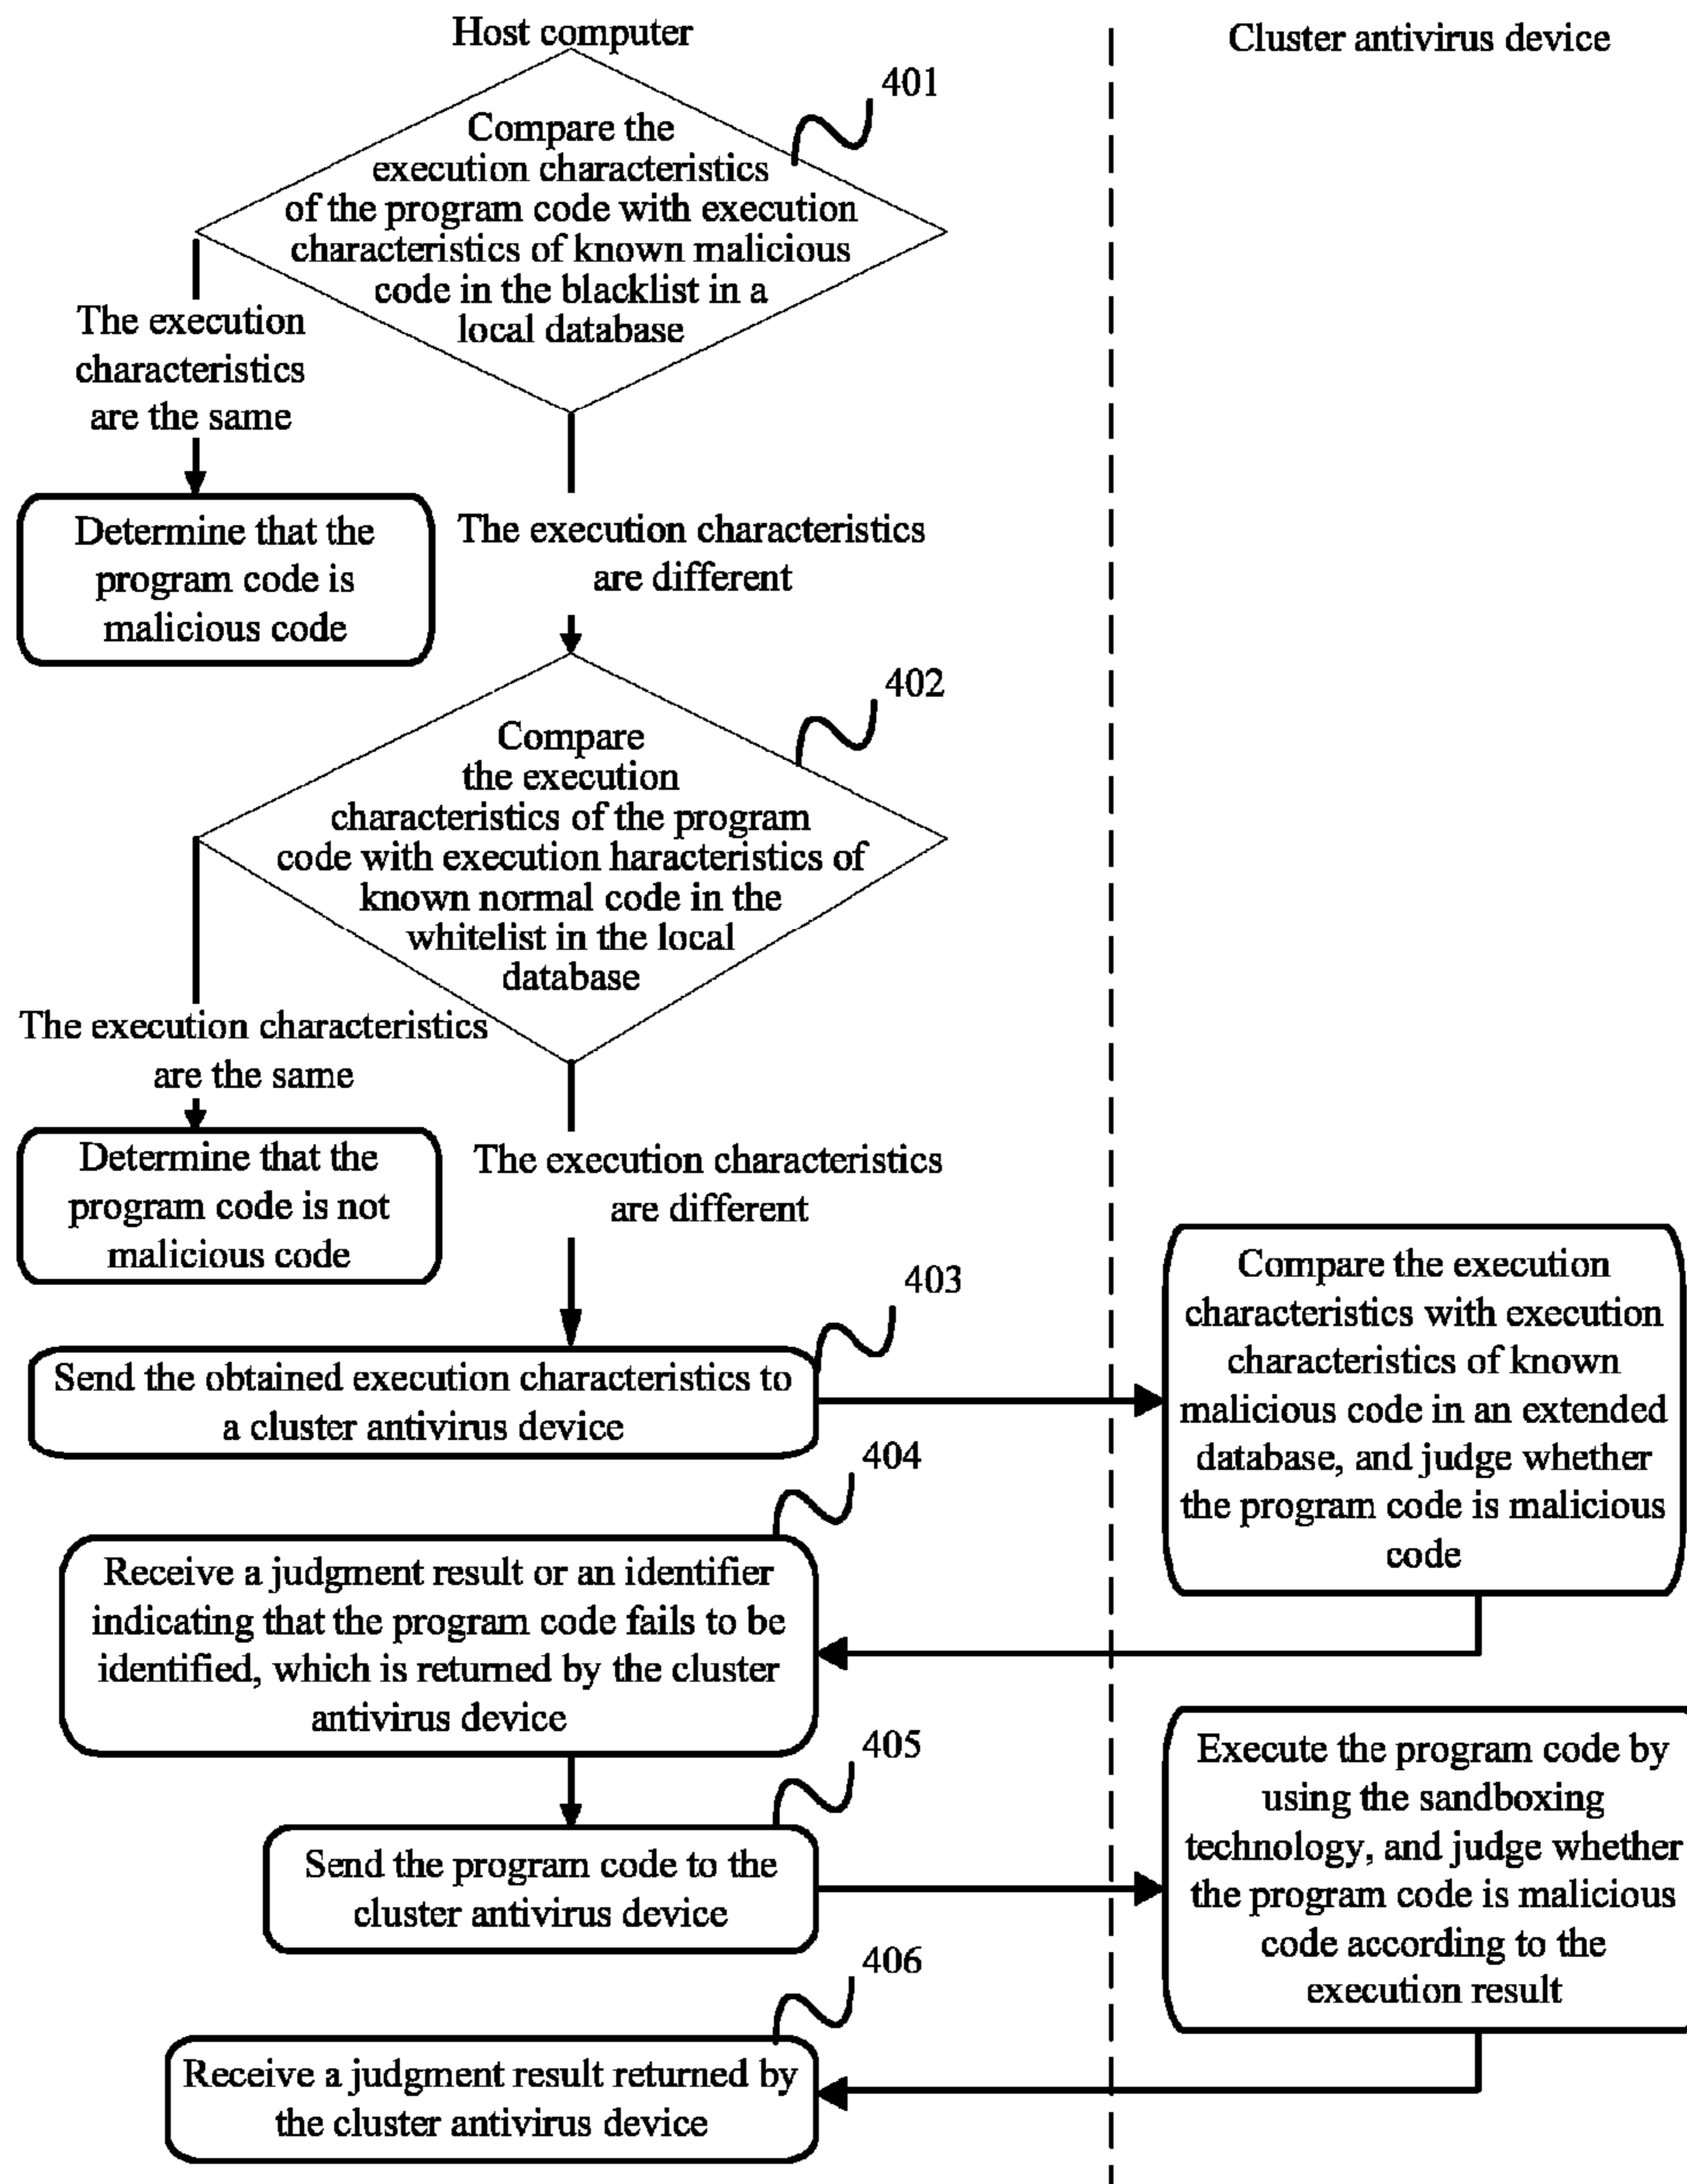 Host computer
Cluster antivirus device
401
Compare the
execution characteristics
of the program code with execution
characteristics of known malicious
code in the blacklist in a
local database
The execution
characteristics
are the same
Determine that the
program code is
malicious code
The execution characteristics
are different
402
Compare
the execution
characteristics of the program
code with execution haracteristics of
known normal code in the
whitelist in the local
database
The execution characteristics
are the same
Determine that the
program code is not
malicious code
The execution characteristics
are different
403
Send the obtained execution characteristics to
a cluster antivirus device
Compare the execution
characteristics with execution
characteristics of known
malicious code in an extended
database, and judge whether
the program code is malicious
code
404
Receive a judgment result or an identifier
indicating that the program code fails to be
identified, which is returned by the cluster
antivirus device
405
Send the program code to the
cluster antivirus device
Execute the program code by
using the sandboxing
technology, and judge whether
the program code is malicious
code according to the
execution result
406
Receive a judgment result returned by
the cluster antivirus device